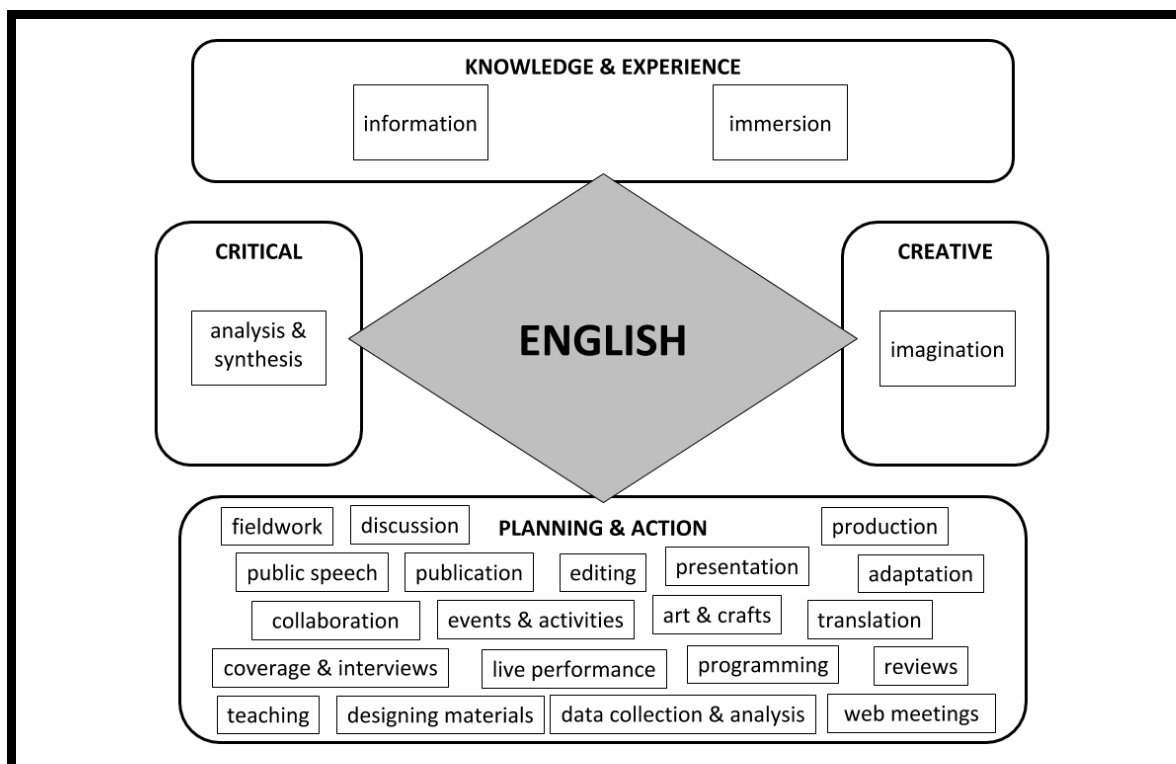 KNOWLEDGE & EXPERIENCE
information
immersion
CRITICAL
analysis &
synthesis
ENGLISH
CREATIVE
imagination
PLANNING & ACTION
fieldwork
discussion
production
public speech
publication
editing
presentation
adaptation
collaboration
events & activities
art & crafts
translation
coverage & interviews
live performance
programming
reviews
teaching
designing materials
data collection & analysis
web meetings